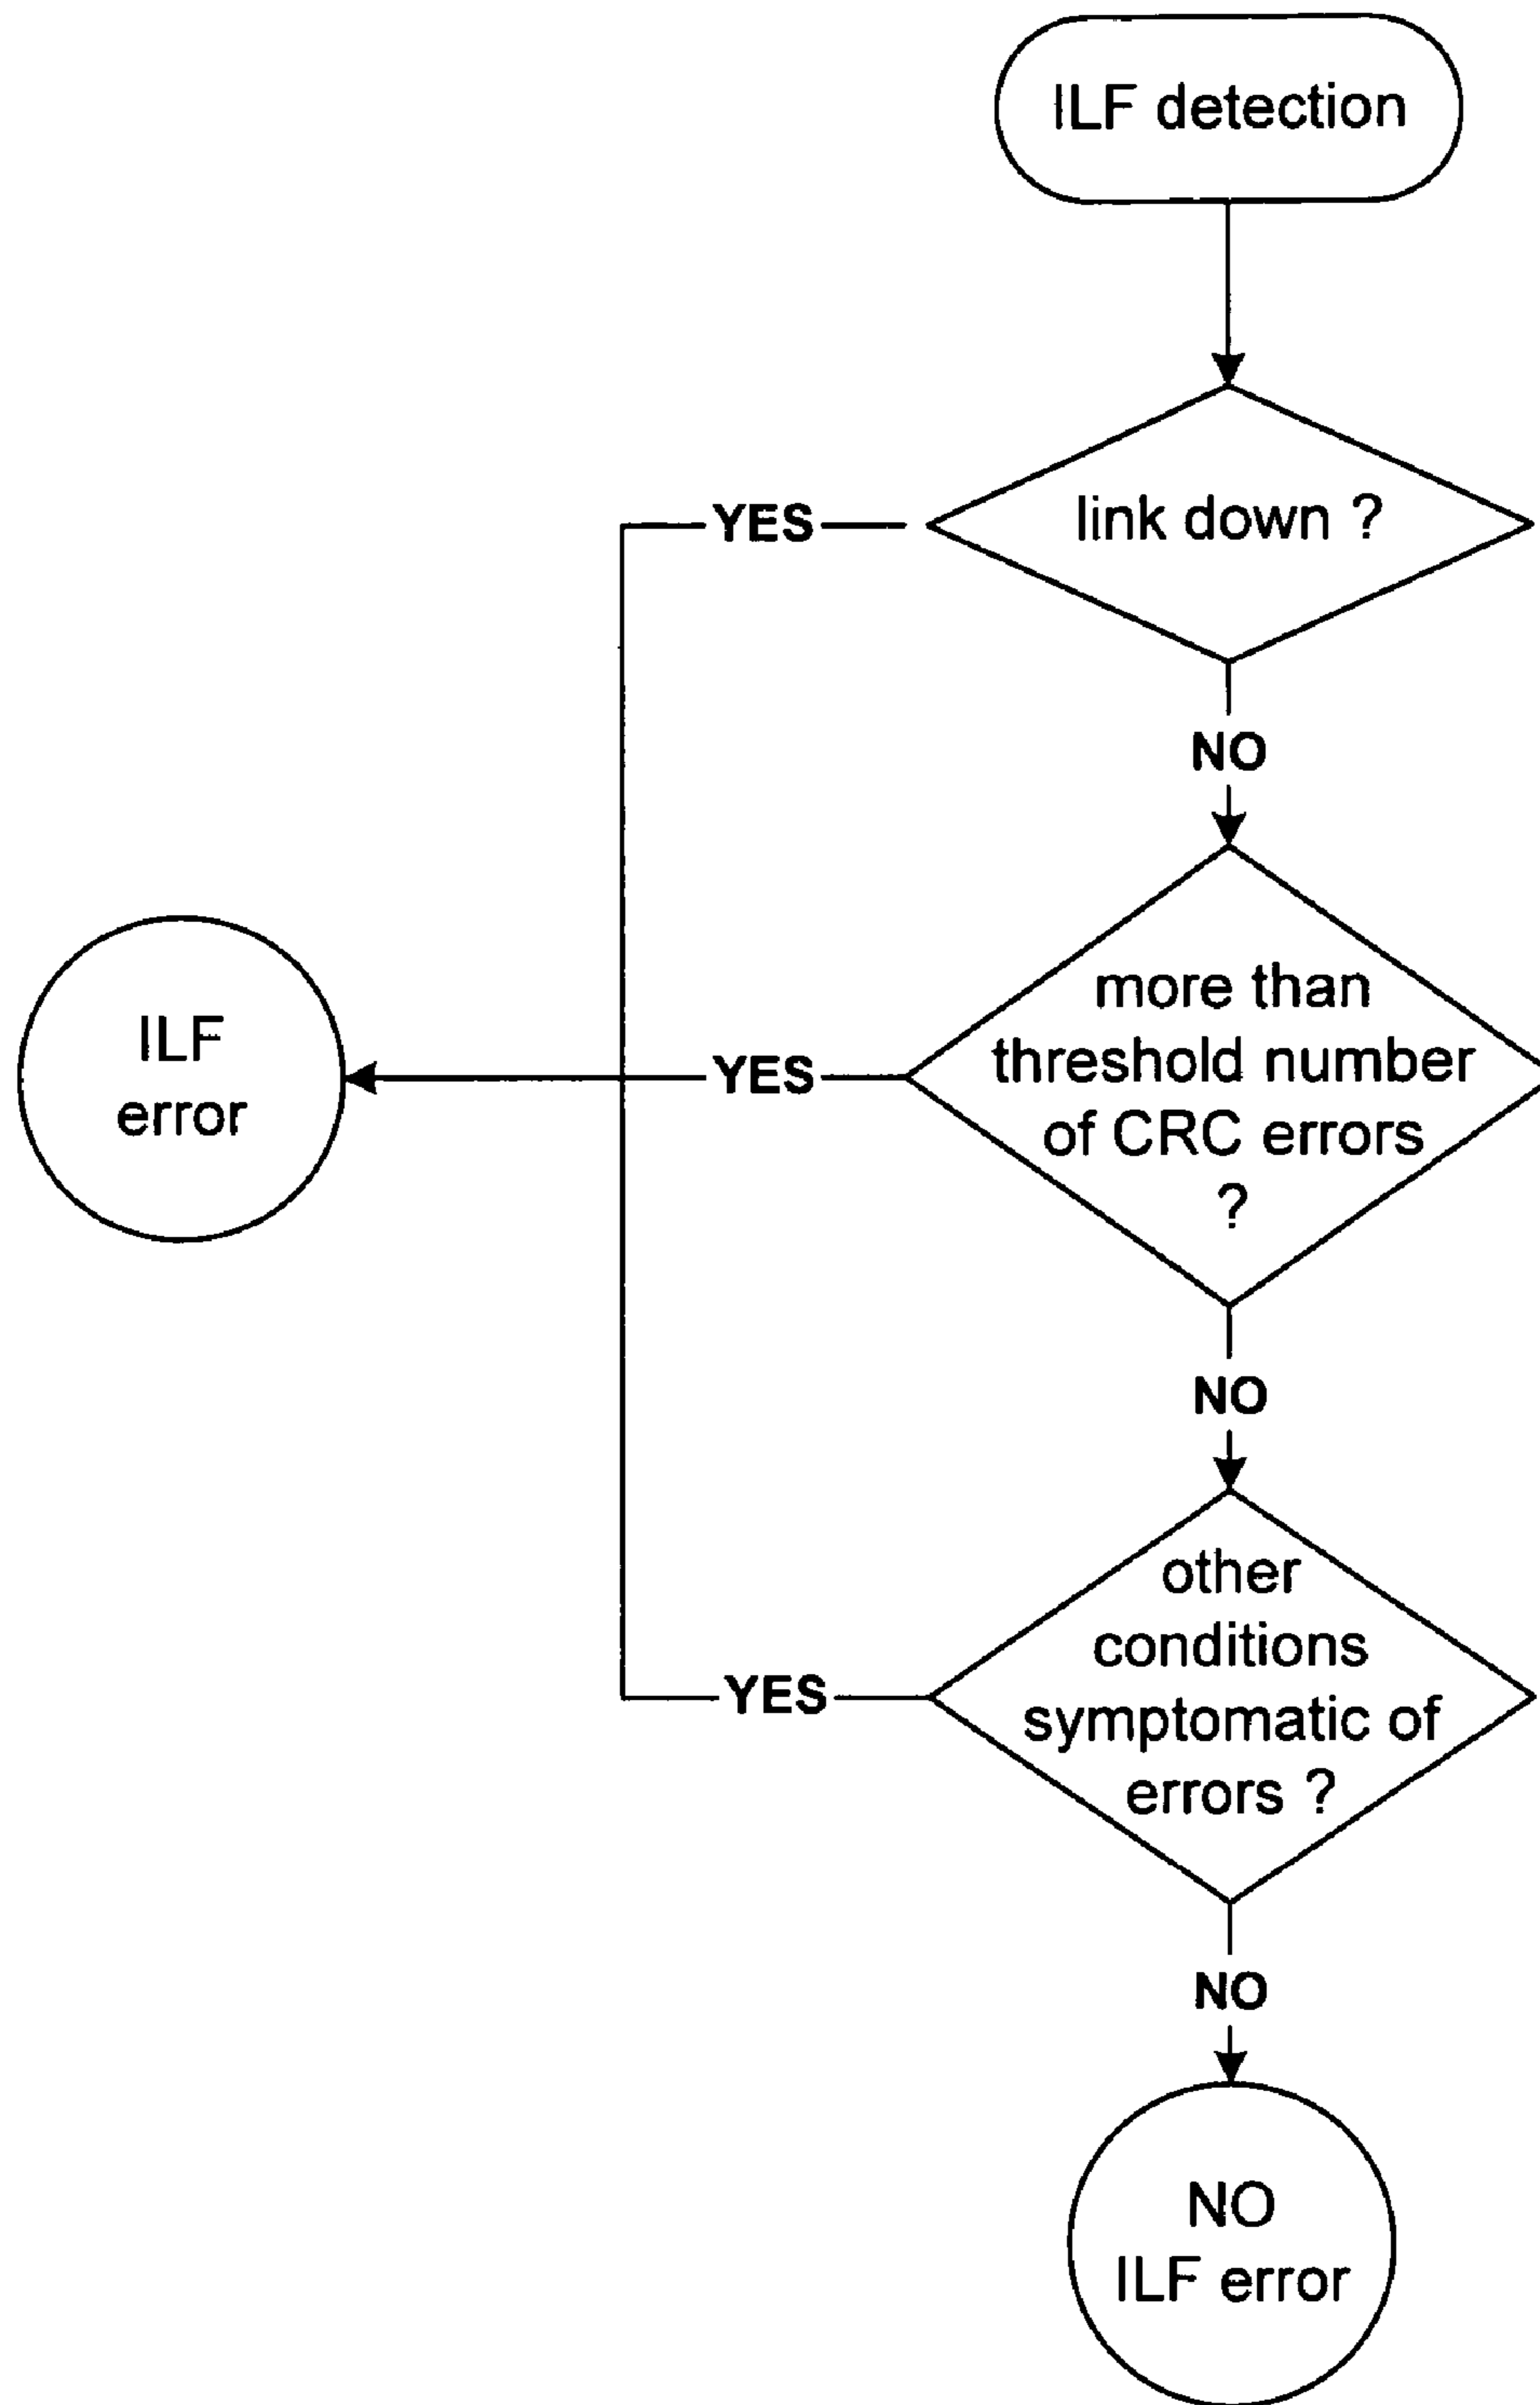 ILF detection
link down ?
YES
NO
more than
threshold number
of CRC errors
?
YES
ILF
error
NO
other
conditions
symptomatic of
errors ?
YES
NO
NO
ILF error